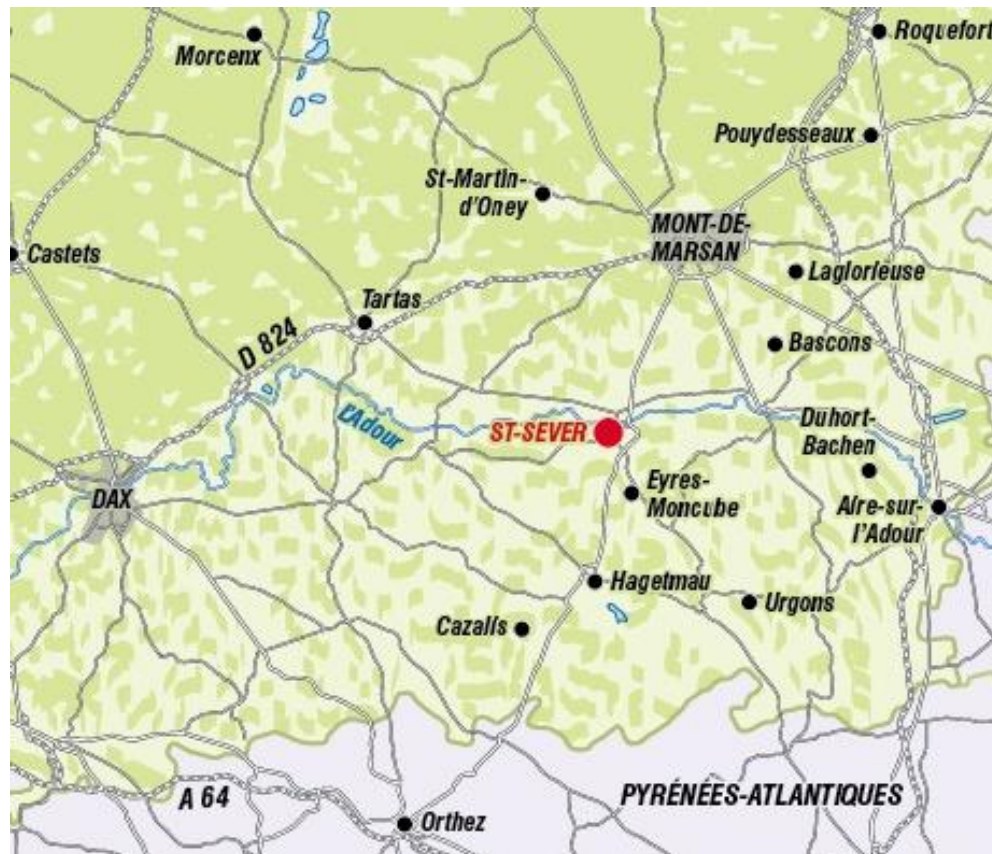 Morcenx
Roquefort
Pouydesseaux
St-Martin-
d'Oney
MONT-DE-
MARSAN
Castets
Laglorieuse
Tartas
D 824
Bascons
L'Adour
ST-SEVER
Duhort-
Bachen
DAX
Eyres-
Moncube
Aire-sur-
l'Adour
Hagetmau
Urgons
Cazalis
A 64
PYRÉNÉES-ATLANTIQUES
Orthez